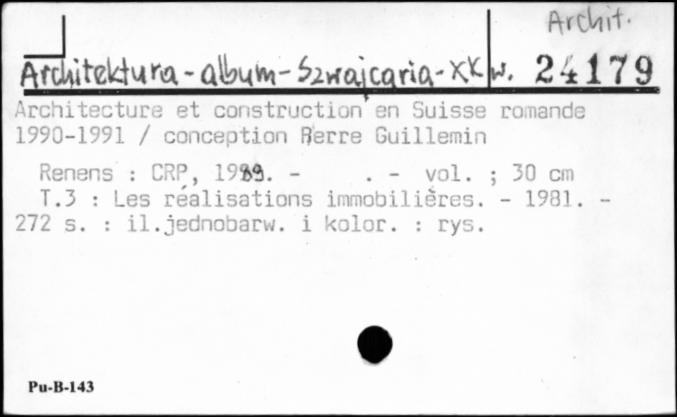 Archit.
Architektura - album - Szwajcaria - XX w. 24179
Architecture et construction en Suisse romande
1990-1991 / conception Pierre Guillemin
Renens : CRP, 1989. -      . - vol. ; 30 cm
T.3 : Les réalisations immobilières. - 1981. -
272 s. : il.jednobarw. i kolor. : rys.
Pu-B-143